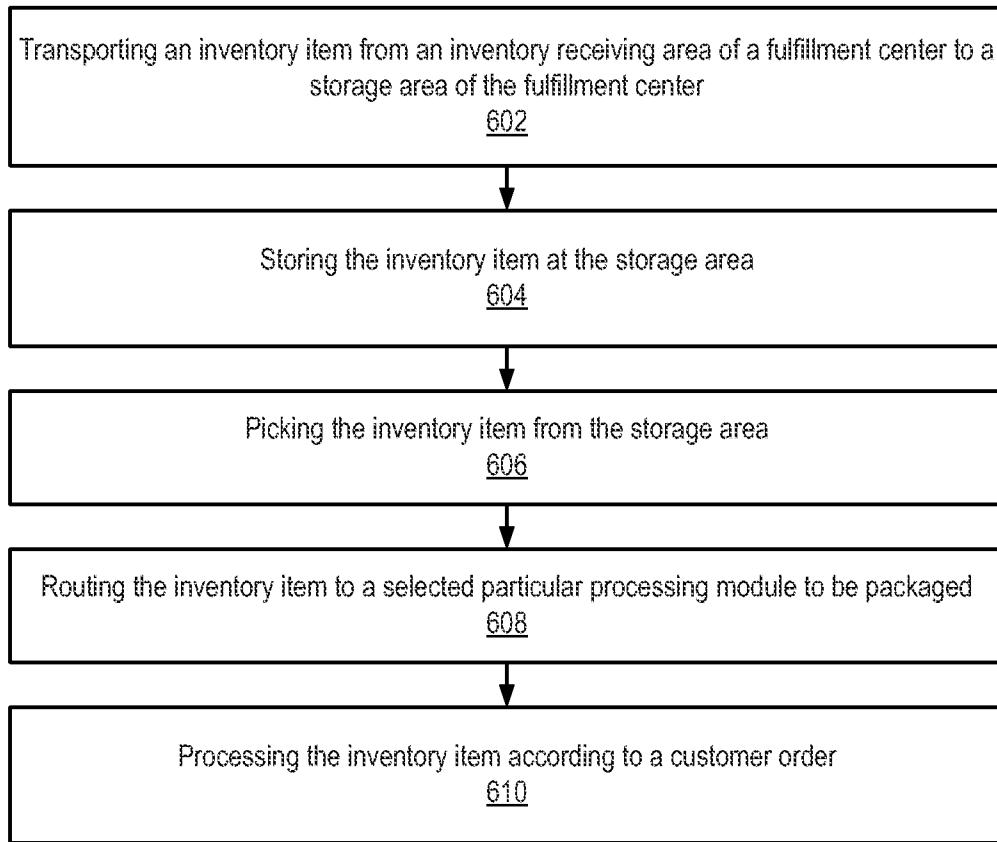 Transporting an inventory item from an inventory receiving area of a fulfillment center to a
storage area of the fulfillment center
602
Storing the inventory item at the storage area
604
Picking the inventory item from the storage area
606
Routing the inventory item to a selected particular processing module to be packaged
608
Processing the inventory item according to a customer order
610